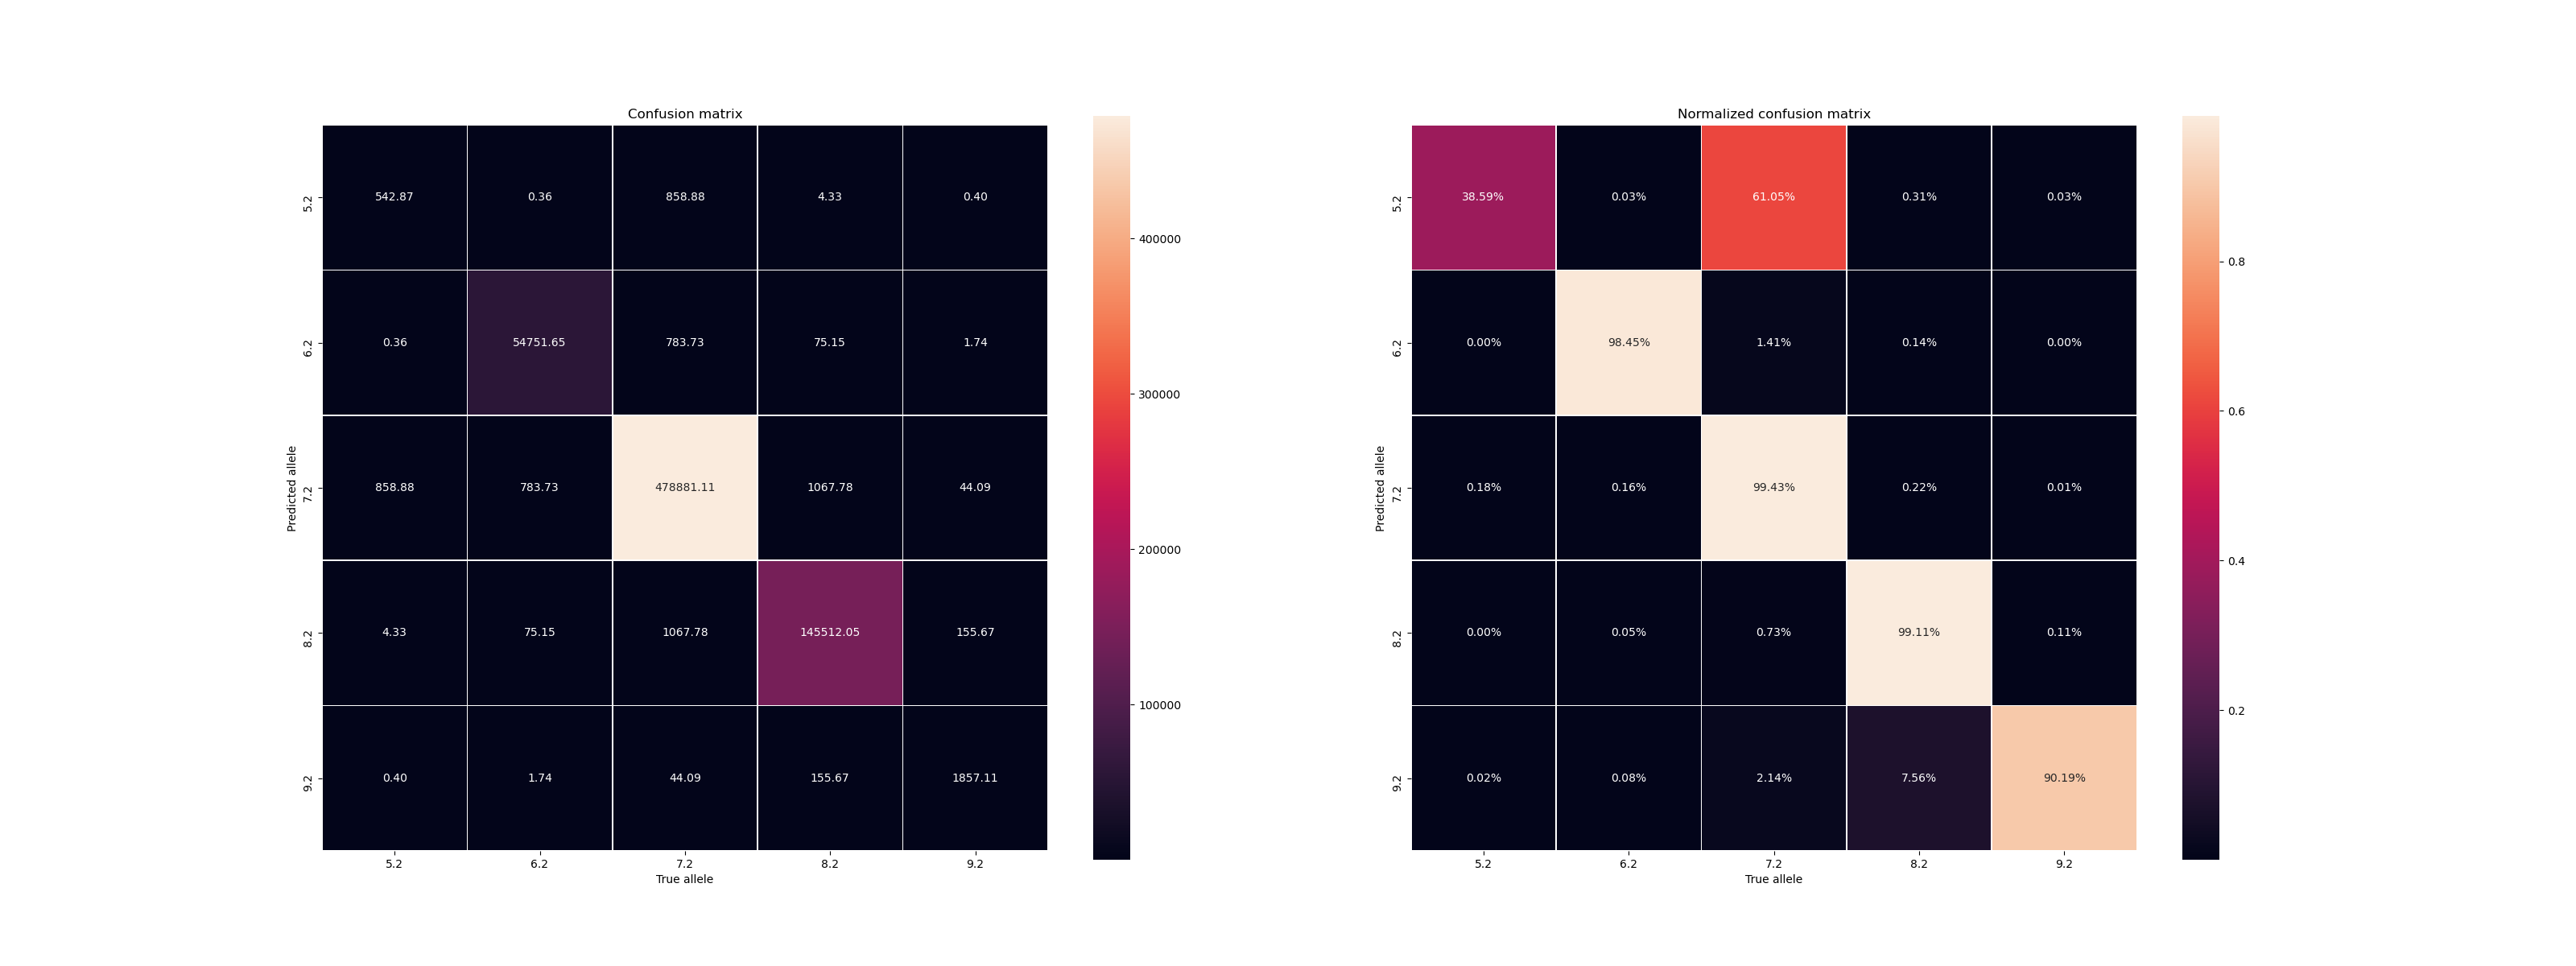 Confusion matrix
5.2 542.87 0.36 858.88 4.33 0.40
6.2 0.36 54751.65 783.73 75.15 1.74
7.2 858.88 783.73 478881.11 1067.78 44.09
8.2 4.33 75.15 1067.78 145512.05 155.67
9.2 0.40 1.74 44.09 155.67 1857.11
5.2 6.2 7.2 8.2 9.2
True allele
Predicted allele
400000
300000
200000
100000
Normalized confusion matrix
5.2 38.59% 0.03% 61.05% 0.31% 0.03%
6.2 0.00% 98.45% 1.41% 0.14% 0.00%
7.2 0.18% 0.16% 99.43% 0.22% 0.01%
8.2 0.00% 0.05% 0.73% 99.11% 0.11%
9.2 0.02% 0.08% 2.14% 7.56% 90.19%
5.2 6.2 7.2 8.2 9.2
True allele
Predicted allele
0.8
0.6
0.4
0.2